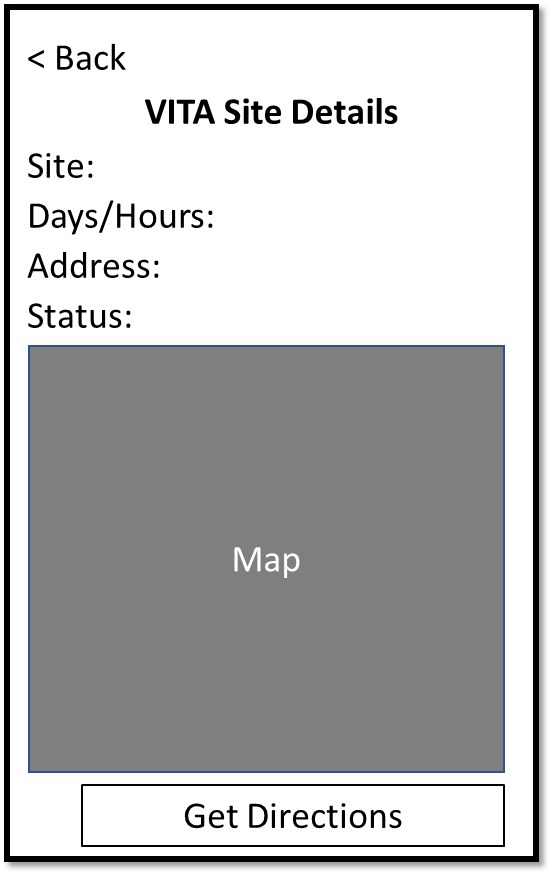 < Back
VITA Site Details
Site:
Days/Hours:
Address:
Status:
Map
Get Directions